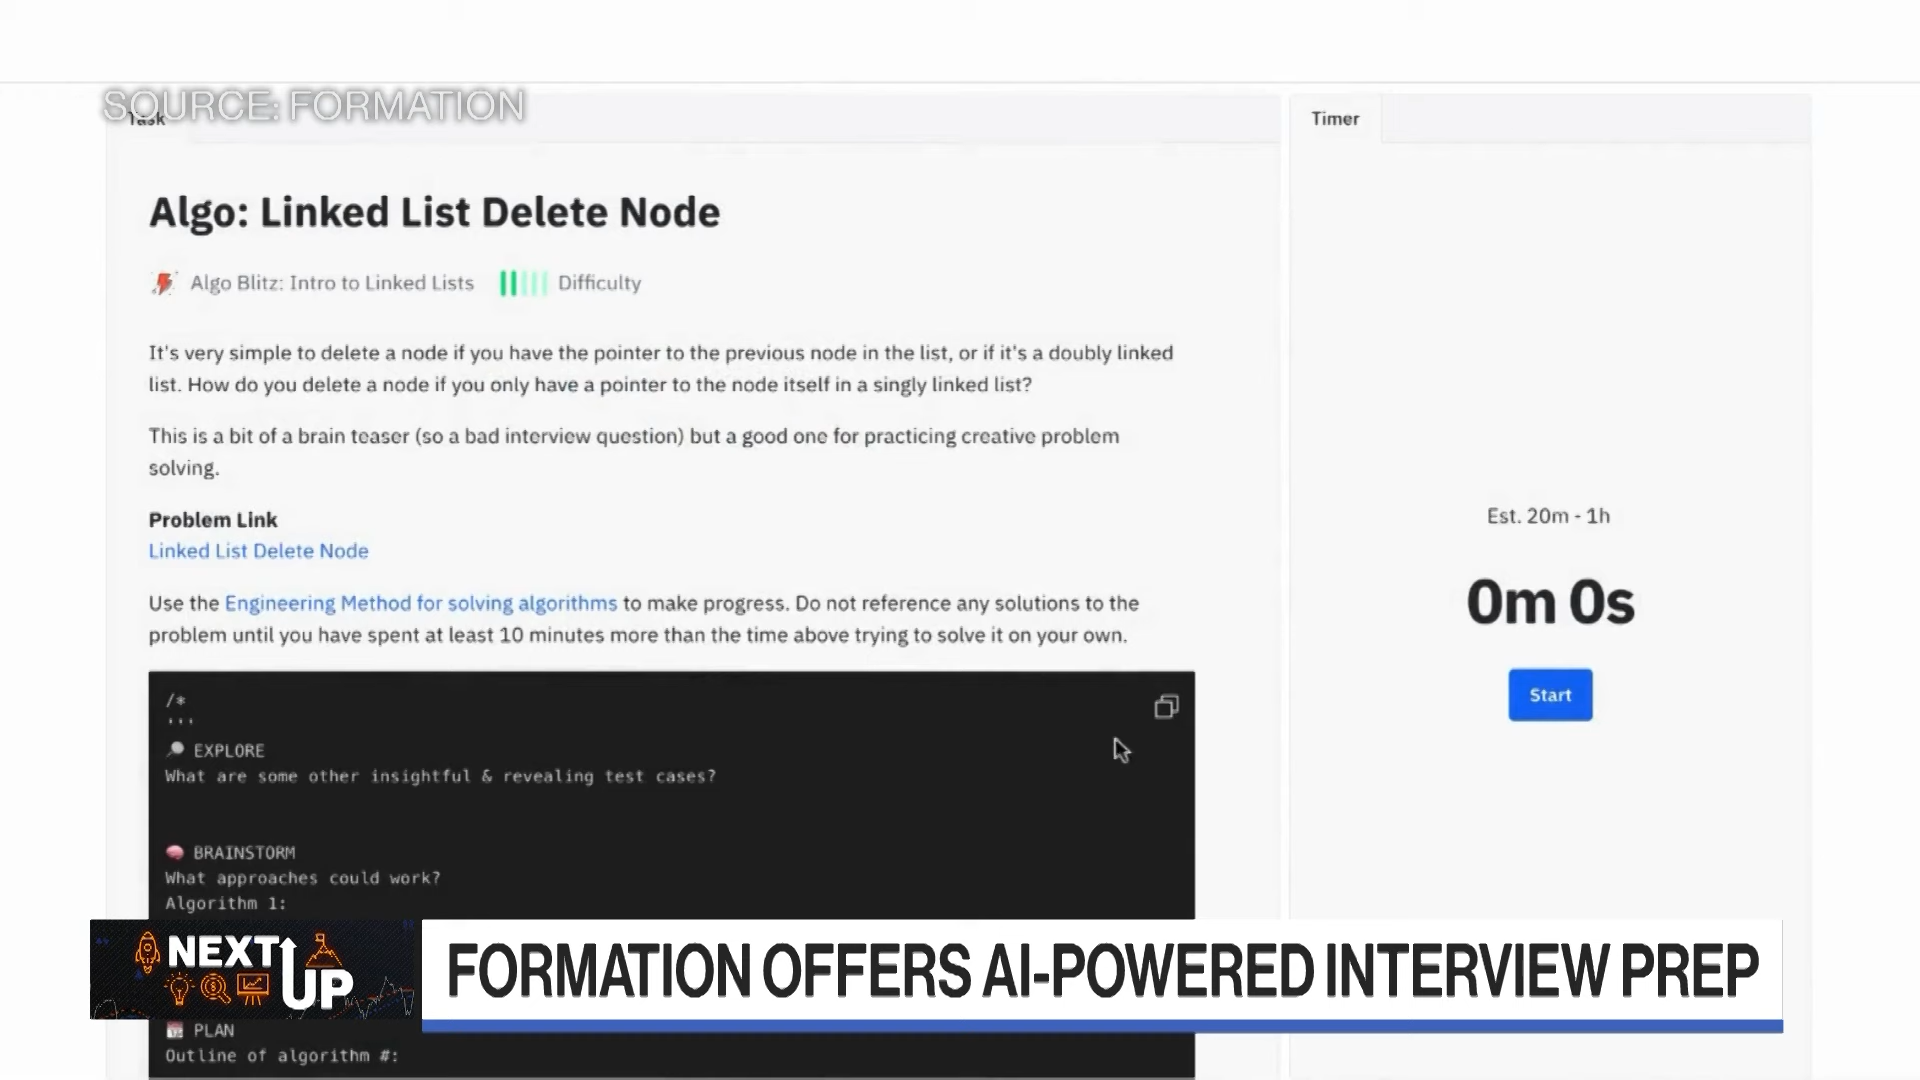 SOURCE: FORMATION
Task
Timer
Algo: Linked List Delete Node
Algo Blitz: Intro to Linked Lists
Difficulty
It's very simple to delete a node if you have the pointer to the previous node in the list, or if it's a doubly linked
list. How do you delete a node if you only have a pointer to the node itself in a singly linked list?
This is a bit of a brain teaser (so a bad interview question) but a good one for practicing creative problem
solving.
Problem Link
Linked List Delete Node
Use the Engineering Method for solving algorithms to make progress. Do not reference any solutions to the
problem until you have spent at least 10 minutes more than the time above trying to solve it on your own.
Est. 20m - 1h
0m 0s
Start
/*
'''
🔎 EXPLORE
What are some other insightful & revealing test cases?
🧠 BRAINSTORM
What approaches could work?
Algorithm 1:
NEXT
UP
FORMATION OFFERS AI-POWERED INTERVIEW PREP
📅 PLAN
Outline of algorithm #: